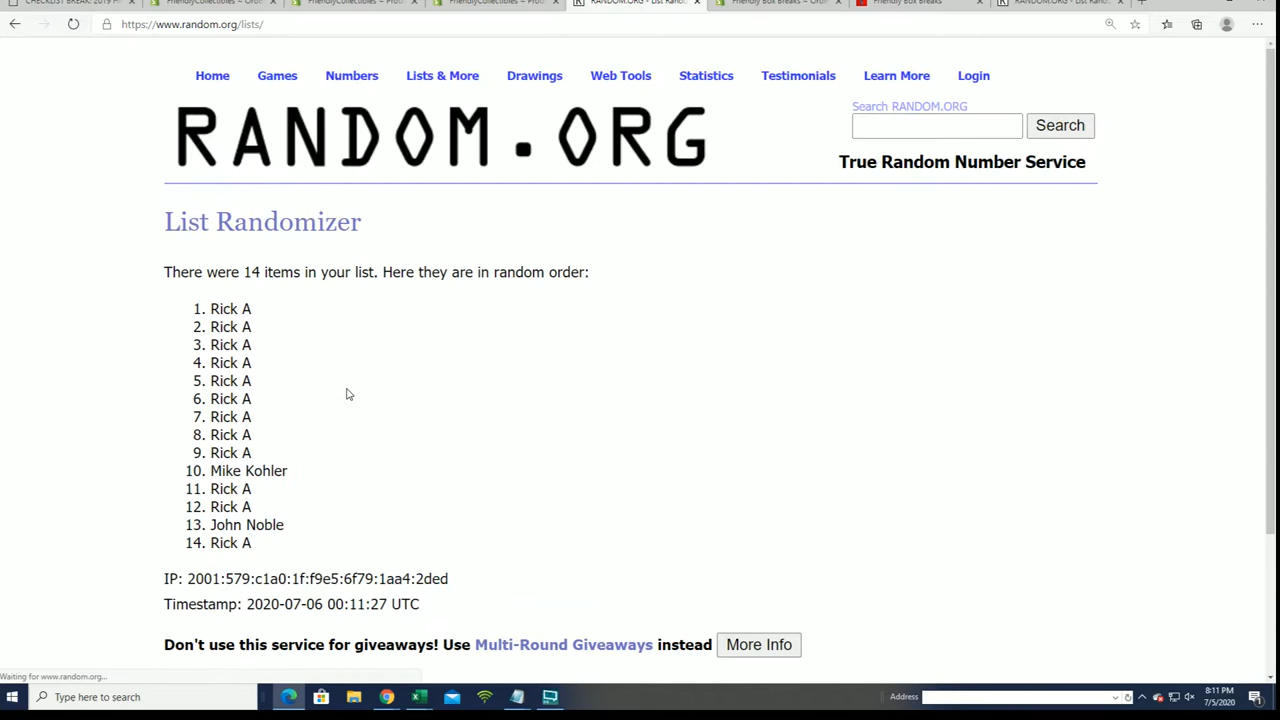 CHECKLIST BREAK: 2019 FriendlyCollectibles ~ FriendlyCollectibles ~ Prod FriendlyCollectibles ~ Prod RANDOM.ORG - List Rando Friendly Box Breaks ~ Friendly Box Breaks RANDOM.ORG - List Rand
https://www.random.org/lists/
Home Games Numbers Lists & More Drawings Web Tools Statistics Testimonials Learn More Login
RANDOM.ORG
Search RANDOM.ORG
Search
True Random Number Service
List Randomizer
There were 14 items in your list. Here they are in random order:
1. Rick A
2. Rick A
3. Rick A
4. Rick A
5. Rick A
6. Rick A
7. Rick A
8. Rick A
9. Rick A
10. Mike Kohler
11. Rick A
12. Rick A
13. John Noble
14. Rick A
IP: 2001:579:c1a0:1f:f9e5:6f79:1aa4:2ded
Timestamp: 2020-07-06 00:11:27 UTC
Don't use this service for giveaways! Use Multi-Round Giveaways instead More Info
Waiting for www.random.org...
Type here to search
Address
8:11 PM
7/5/2020